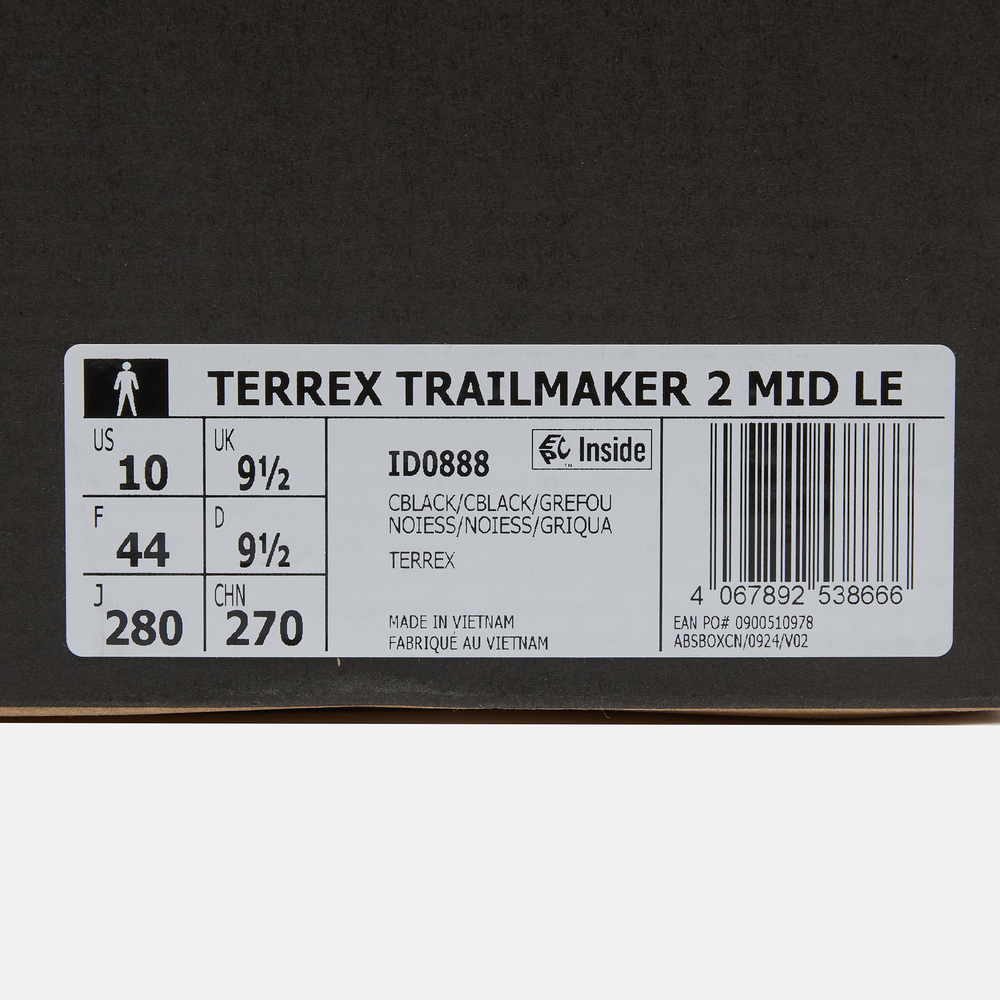 TERREX TRAILMAKER 2 MID LE
US
10
UK
9½
F
44
D
9½
J
280
CHN
270
ID0888
EPC Inside
™
CBLACK/CBLACK/GREFOU
NOIESS/NOIESS/GRIQUA
TERREX
MADE IN VIETNAM
FABRIQUÉ AU VIETNAM
4 067892 538666
EAN PO# 0900510978
ABSBOXCN/0924/V02